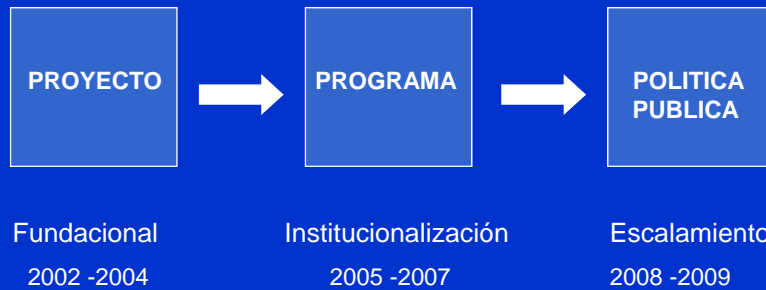 PROYECTO
PROGRAMA
POLITICA
PUBLICA
Fundacional
Institucionalización
Escalamiento
2002 -2004
2005 -2007
2008 -2009